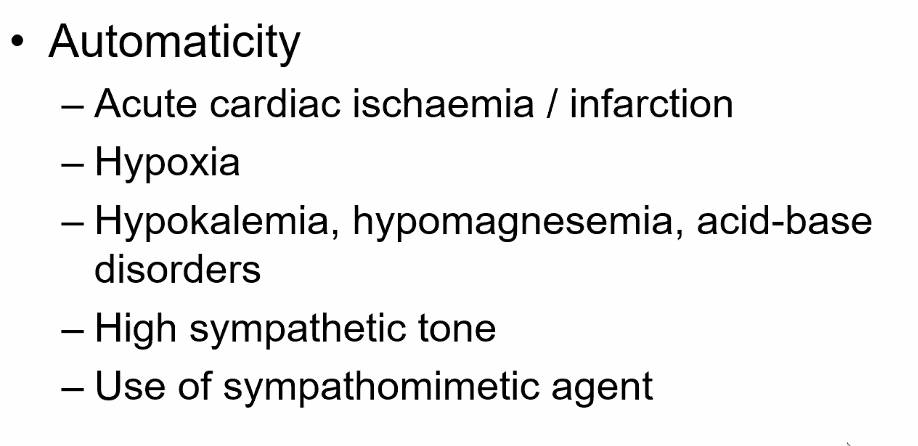 • Automaticity
– Acute cardiac ischaemia / infarction
– Hypoxia
– Hypokalemia, hypomagnesemia, acid-base
disorders
– High sympathetic tone
– Use of sympathomimetic agent